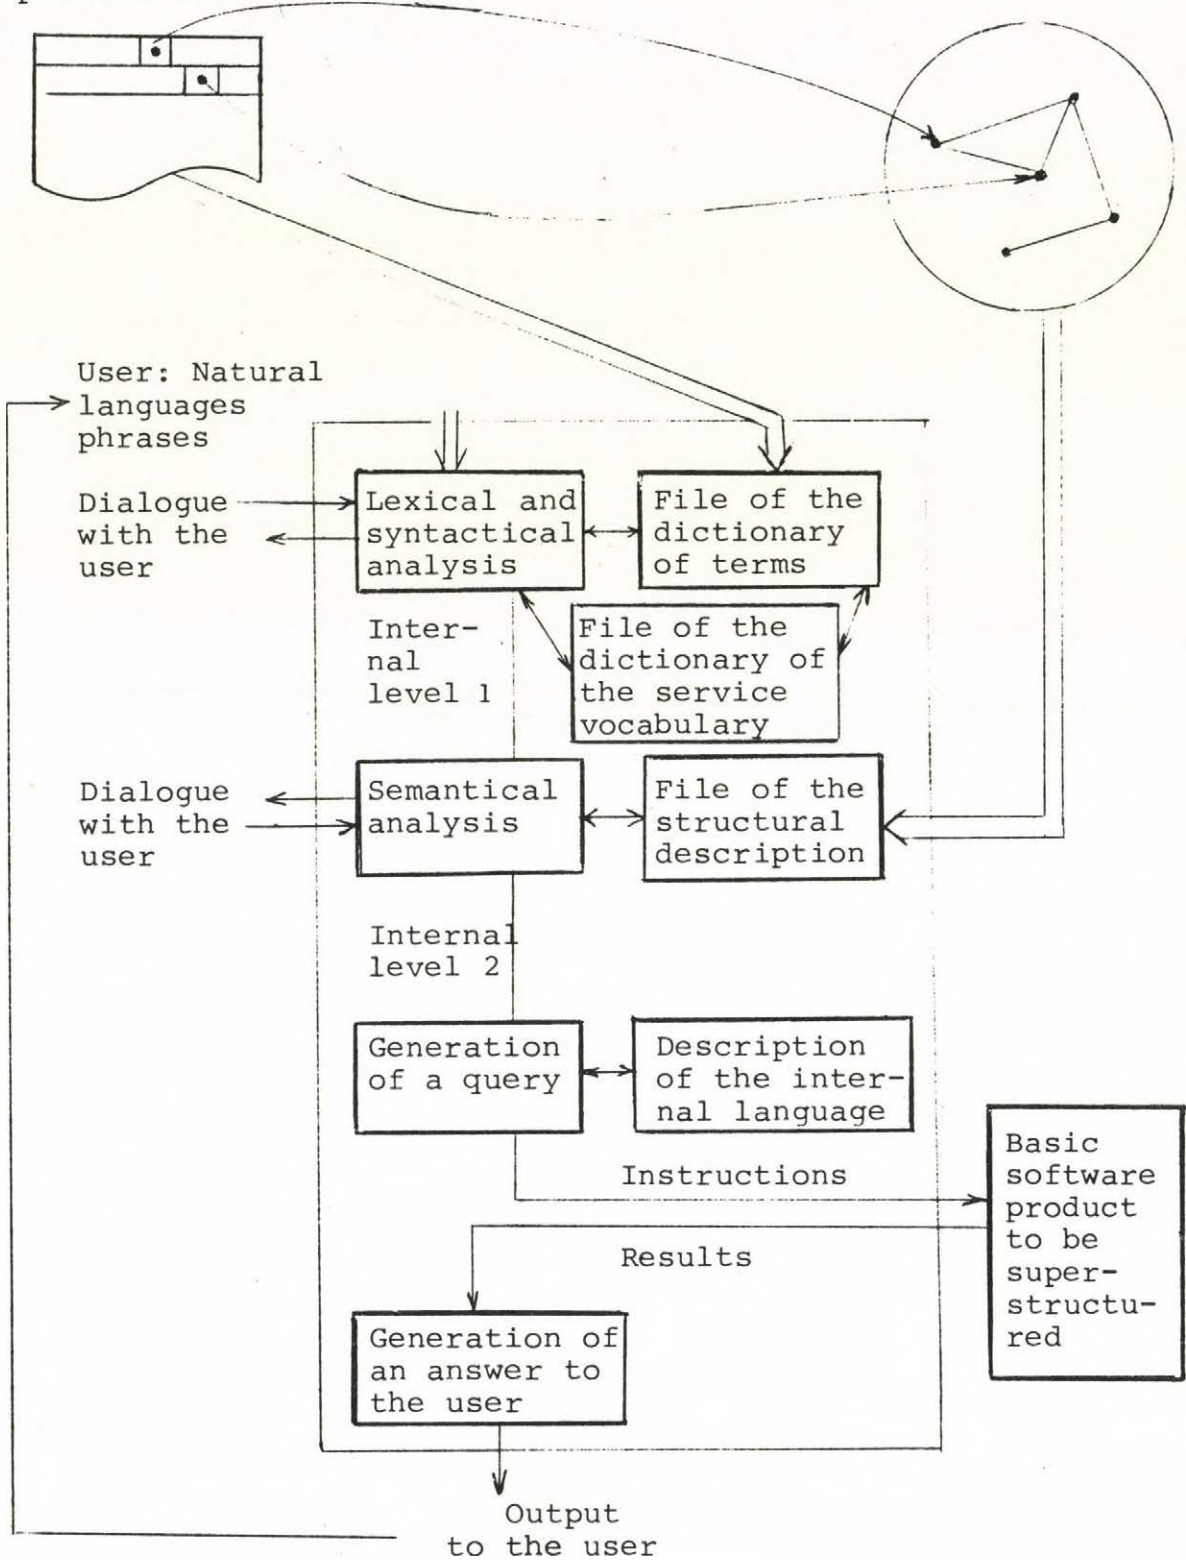 User: Natural
languages
phrases
Dialogue
with the
user
Lexical and
syntactical
analysis
File of the
dictionary
of terms
Inter-
nal
level 1
File of the
dictionary of
the service
vocabulary
Dialogue
with the
user
Semantical
analysis
File of the
structural
description
Internal
level 2
Generation
of a query
Description
of the inter-
nal language
Instructions
Basic
software
product
to be
super-
structu-
red
Results
Generation of
an answer to
the user
Output
to the user